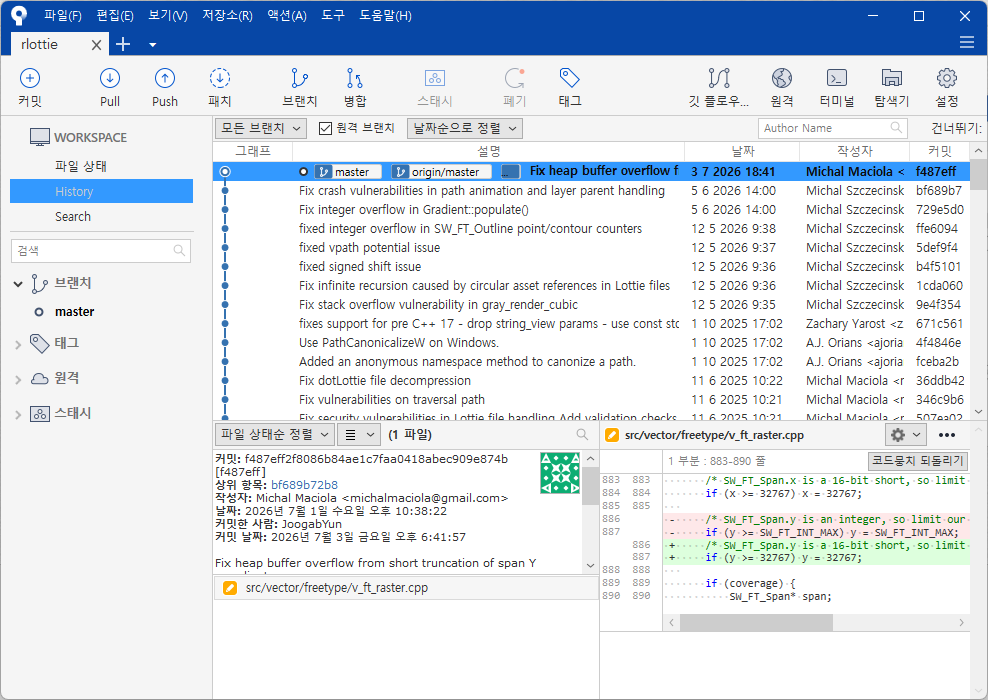 파일(F) 편집(E) 보기(V) 저장소(R) 액션(A) 도구 도움말(H)
rlottie
커밋 Pull Push 패치 브랜치 병합 스태시 폐기 태그 깃 플로우... 원격 터미널 탐색기 설정
WORKSPACE
파일 상태
History
Search
검색
브랜치
master
태그
원격
스태시
모든 브랜치 원격 브랜치 날짜순으로 정렬 Author Name 건너뛰기:
그래프 설명 날짜 작성자 커밋
master origin/master ... Fix heap buffer overflow f 3 7 2026 18:41 Michal Maciola < f487eff
Fix crash vulnerabilities in path animation and layer parent handling 5 6 2026 14:00 Michal Szczecinsk bf689b7
Fix integer overflow in Gradient::populate() 5 6 2026 14:00 Michal Szczecinsk 729e5d0
fixed integer overflow in SW_FT_Outline point/contour counters 12 5 2026 9:38 Michal Szczecinsk ffe6094
fixed vpath potential issue 12 5 2026 9:37 Michal Szczecinsk 5def9f4
fixed signed shift issue 12 5 2026 9:36 Michal Szczecinsk b4f5101
Fix infinite recursion caused by circular asset references in Lottie files 12 5 2026 9:36 Michal Szczecinsk 1cda060
Fix stack overflow vulnerability in gray_render_cubic 12 5 2026 9:35 Michal Szczecinsk 9e4f354
fixes support for pre C++ 17 - drop string_view params - use const stc 1 10 2025 17:02 Zachary Yarost <z 671c561
Use PathCanonicalizeW on Windows. 1 10 2025 17:02 A.J. Orians <ajoria 4f4846e
Added an anonymous namespace method to canonize a path. 1 10 2025 17:02 A.J. Orians <ajoria fceba2b
Fix dotLottie file decompression 11 6 2025 10:22 Michal Maciola <r 36ddb42
Fix vulnerabilities on traversal path 11 6 2025 10:21 Michal Maciola <r 346c9b6
Fix security vulnerabilities in Lottie file handling Add validation checks 11 6 2025 10:21 Michal Maciola <r 507ea02
파일 상태순 정렬 (1 파일)
커밋: f487eff2f8086b84ae1c7faa0418abec909e874b
[f487eff]
상위 항목: bf689b72b8
작성자: Michal Maciola <michalmaciola@gmail.com>
날짜: 2026년 7월 1일 수요일 오후 10:38:22
커밋한 사람: JoogabYun
커밋 날짜: 2026년 7월 3일 금요일 오후 6:41:57
Fix heap buffer overflow from short truncation of span Y
src/vector/freetype/v_ft_raster.cpp
src/vector/freetype/v_ft_raster.cpp
1 부분 : 883-890 줄 코드뭉치 되돌리기
883 883 /* SW_FT_Span.x is a 16-bit short, so limit
884 884 if (x >= 32767) x = 32767;
885 885
886 - /* SW_FT_Span.y is an integer, so limit our
887 - if (y >= SW_FT_INT_MAX) y = SW_FT_INT_MAX;
886 + /* SW_FT_Span.y is a 16-bit short, so limit
887 + if (y >= 32767) y = 32767;
888 888
889 889 if (coverage) {
890 890 SW_FT_Span* span;